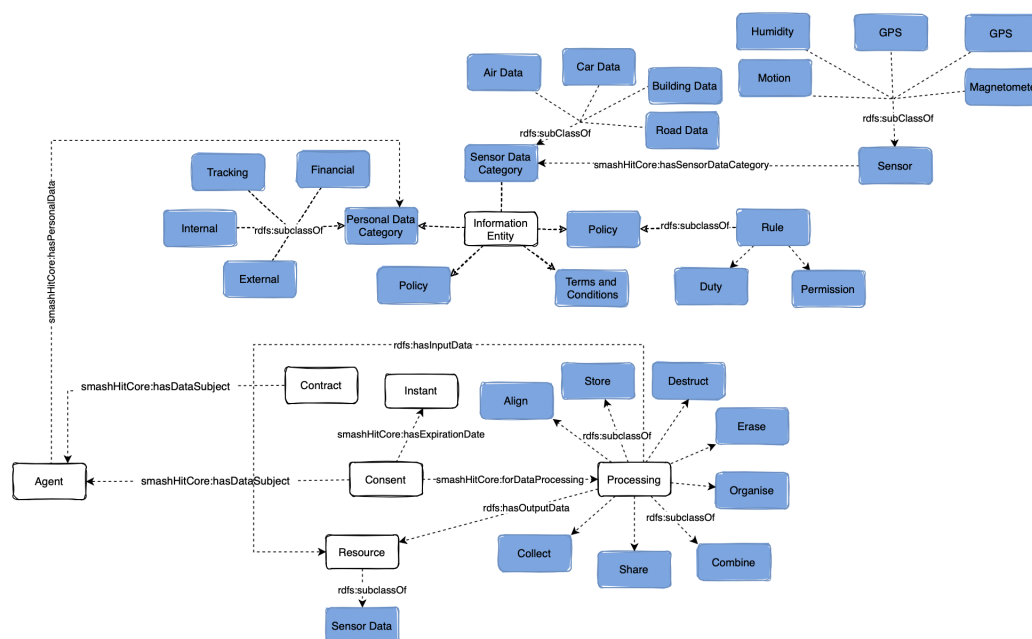 Humidity
GPS
GPS
Car Data
Air Data
Motion
Building Data
Magnetomete
rdfs:subClassOf
rdfs:subClassOf
Road Data
Sensor Data
Category
smashHitCore:hasSensorDataCategory
Sensor
Tracking
Financial
smashHitCore:hasPersonalData
Internal
rdfs:subclassOf
Personal Data
Category
Information
Entity
Policy
rdfs:subclassOf
Rule
External
Policy
Terms and
Conditions
Duty
Permission
rdfs:hasInputData
smashHitCore:hasDataSubject
Contract
Instant
Store
Destruct
Align
smashHitCore:hasExpirationDate
rdfs:subclassOf
Erase
Agent
smashHitCore:hasDataSubject
Consent
smashHitCore:forDataProcessing
Processing
Organise
rdfs:hasOutputData
rdfs:subclassOf
Resource
Collect
Share
Combine
rdfs:subclassOf
Sensor Data